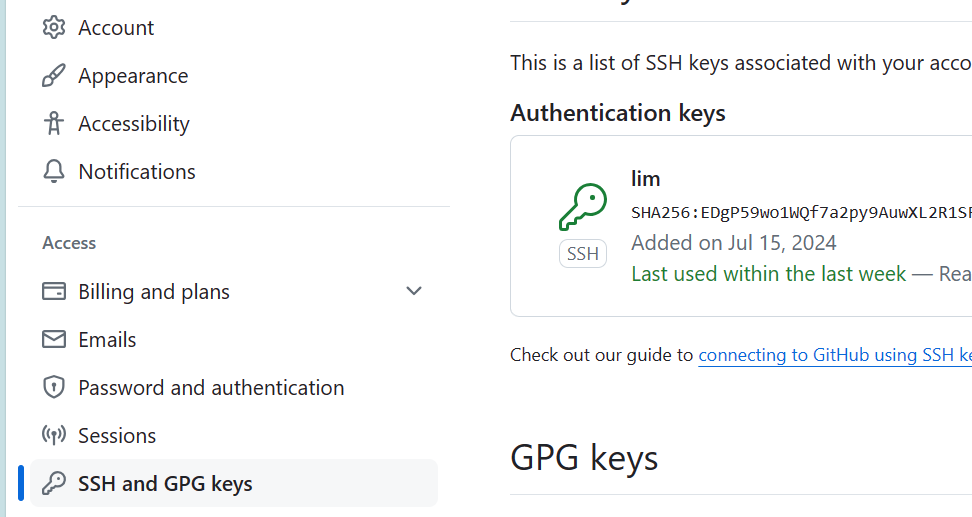 Account
Appearance
Accessibility
Notifications
Access
Billing and plans
Emails
Password and authentication
Sessions
SSH and GPG keys
This is a list of SSH keys associated with your acco
Authentication keys
lim
SHA256:EDgP59wo1WQf7a2py9AuwXL2R1S
SSH
Added on Jul 15, 2024
Last used within the last week — Rea
Check out our guide to connecting to GitHub using SSH ke
GPG keys